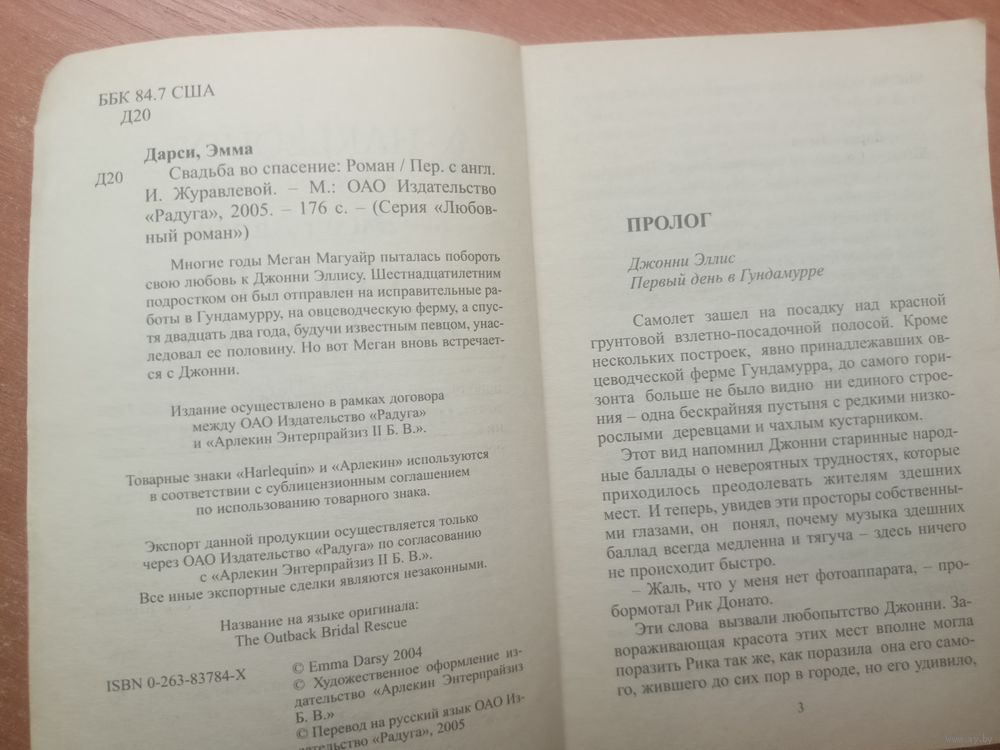 ББК 84.7 США
Д20
Дарси, Эмма
Д20
Свадьба во спасение: Роман / Пер. с англ.
И. Журавлевой. – М.: ОАО Издательство
«Радуга», 2005. – 176 с. – (Серия «Любов-
ный роман»)
Многие годы Меган Магуайр пыталась побороть
свою любовь к Джонни Эллису. Шестнадцатилетним
подростком он был отправлен на исправительные ра-
боты в Гундамурру, на овцеводческую ферму, а спус-
тя двадцать два года, будучи известным певцом, унас-
ледовал ее половину. Но вот Меган вновь встречает-
ся с Джонни.
Издание осуществлено в рамках договора
между ОАО Издательство «Радуга»
и «Арлекин Энтерпрайзиз II Б. В.».
Товарные знаки «Harlequin» и «Арлекин» используются
в соответствии с сублицензионным соглашением
по использованию товарного знака.
Экспорт данной продукции осуществляется только
через ОАО Издательство «Радуга» по согласованию
с «Арлекин Энтерпрайзиз II Б. В.».
Все иные экспортные сделки являются незаконными.
Название на языке оригинала:
The Outback Bridal Rescue
ISBN 0-263-83784-X
© Emma Darsy 2004
© Художественное оформление из-
дательство «Арлекин Энтерпрайзиз
Б. В.»
© Перевод на русский язык ОАО Из-
дательство «Радуга», 2005
ПРОЛОГ
Джонни Эллис
Первый день в Гундамурре
Самолет зашел на посадку над красной
грунтовой взлетно-посадочной полосой. Кроме
нескольких построек, явно принадлежавших ов-
цеводческой ферме Гундамурра, до самого гори-
зонта больше не было видно ни единого строе-
ния – одна бескрайняя пустыня с редкими низко-
рослыми деревцами и чахлым кустарником.
Этот вид напомнил Джонни старинные народ-
ные баллады о невероятных трудностях, которые
приходилось преодолевать жителям здешних
мест. И теперь, увидев эти просторы собственны-
ми глазами, он понял, почему музыка здешних
баллад всегда медленна и тягуча – здесь ничего
не происходит быстро.
– Жаль, что у меня нет фотоаппарата, – про-
бормотал Рик Донато.
Эти слова вызвали любопытство Джонни. За-
вораживающая красота этих мест вполне могла
поразить Рика так же, как поразила она его само-
го, жившего до сих пор в городе, но его удивило,
3
www.ay.by